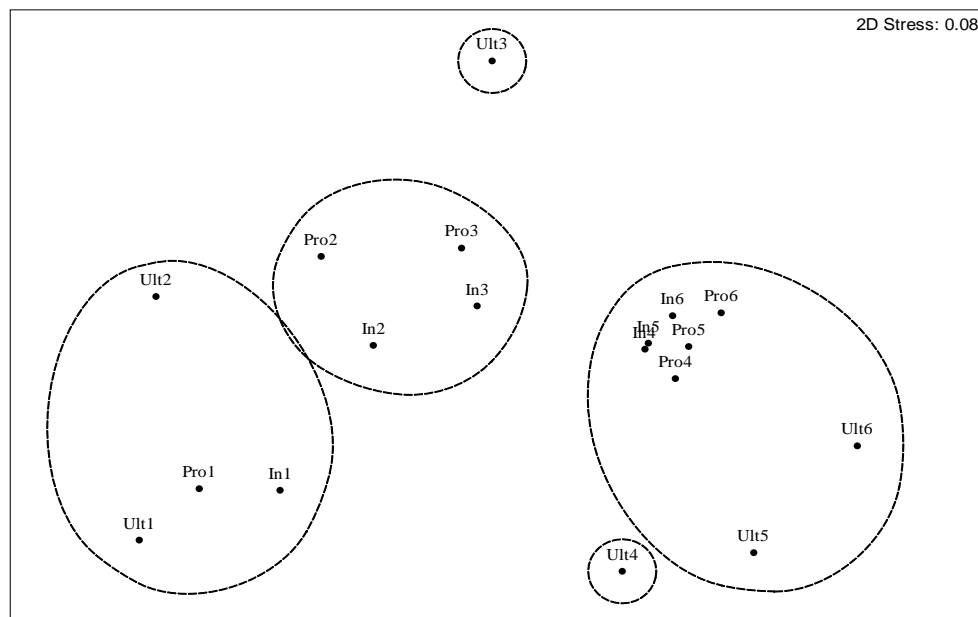 2D Stress: 0.08
Ult3
Pro2
Pro3
Ult2
In3
In2
In6
Pro6
In5
In4
Pro5
Pro4
Ult6
Pro1
In1
Ult1
Ult5
Ult4